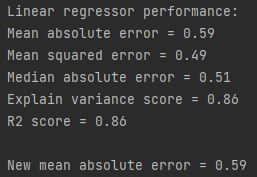 Linear regressor performance:
Mean absolute error = 0.59
Mean squared error = 0.49
Median absolute error = 0.51
Explain variance score = 0.86
R2 score = 0.86
New mean absolute error = 0.59